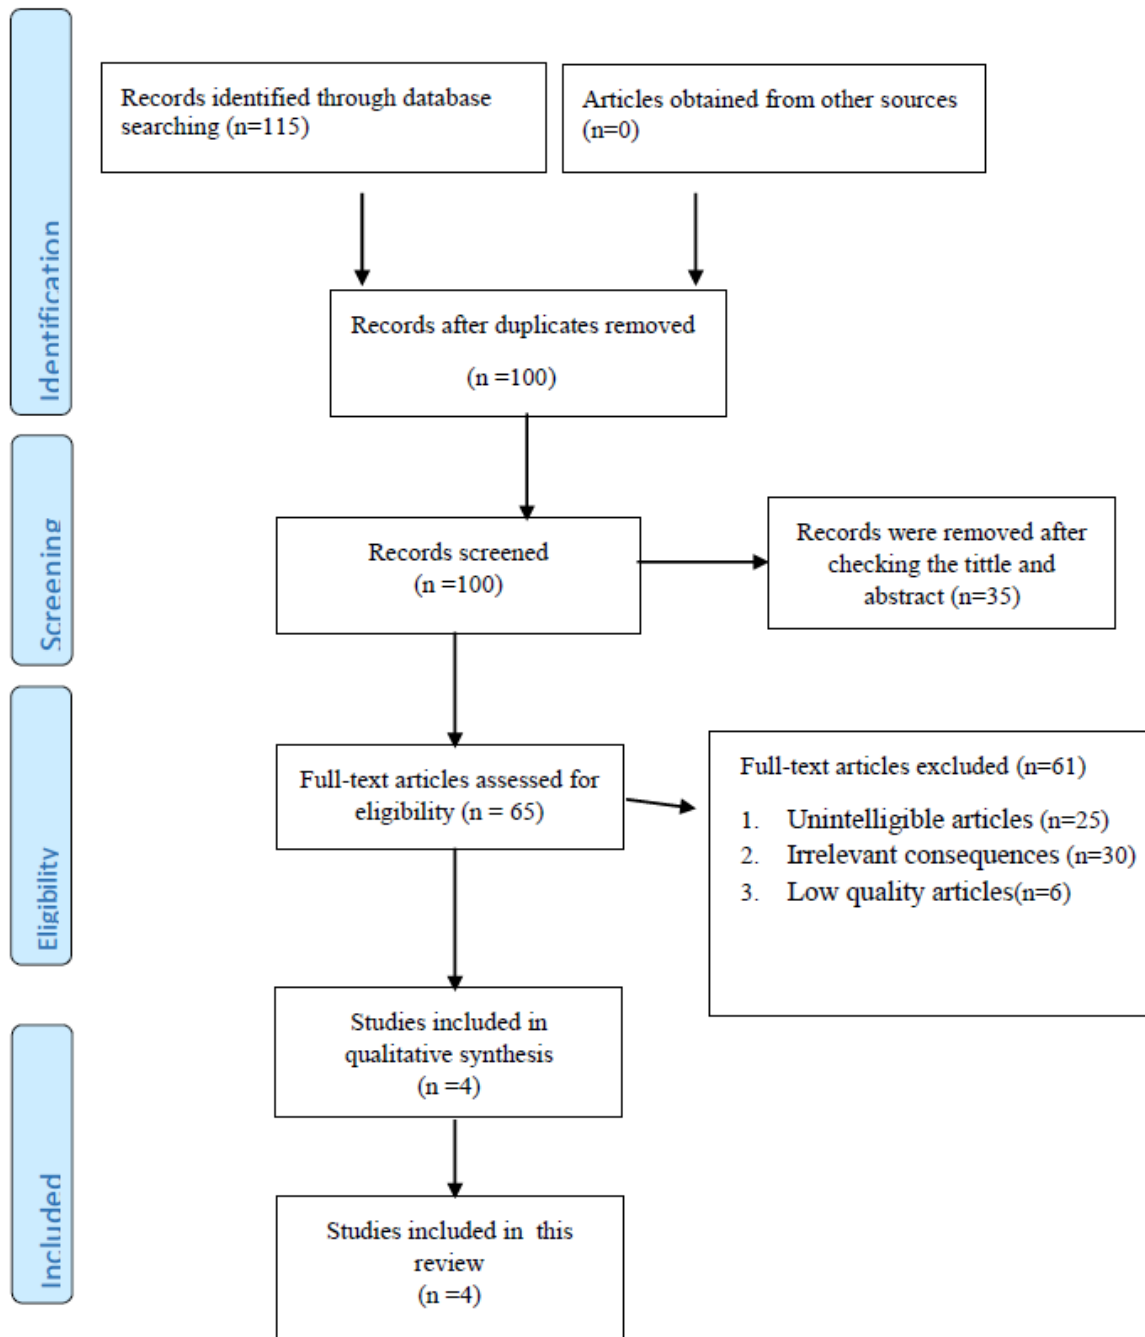 Identification
Records identified through database
searching (n=115)
Articles obtained from other sources
(n=0)
Records after duplicates removed
(n =100)
Screening
Records screened
(n =100)
Records were removed after
checking the tittle and
abstract (n=35)
Eligibility
Full-text articles assessed for
eligibility (n = 65)
Full-text articles excluded (n=61)
1. Unintelligible articles (n=25)
2. Irrelevant consequences (n=30)
3. Low quality articles(n=6)
Studies included in
qualitative synthesis
(n =4)
Included
Studies included in this
review
(n =4)